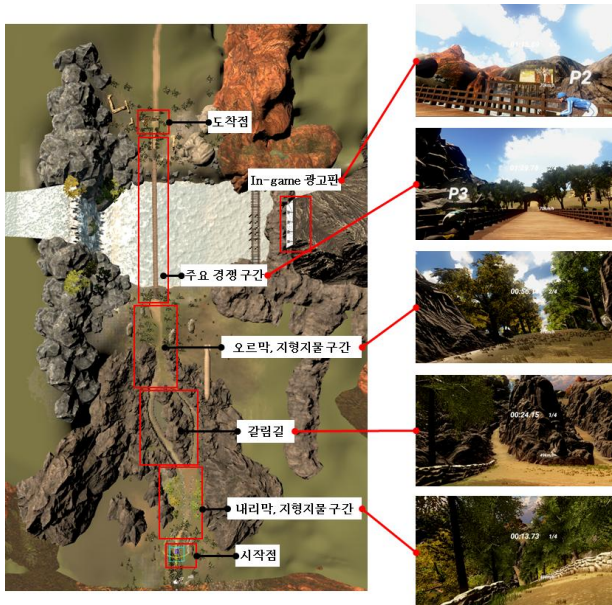 도착점
In-game 광고판
주요 경쟁 구간
오르막, 지형지물 구간
갈림길
내리막, 지형지물 구간
시작점
P2
P3
00:24.15 1/4
00:13.73 1/4